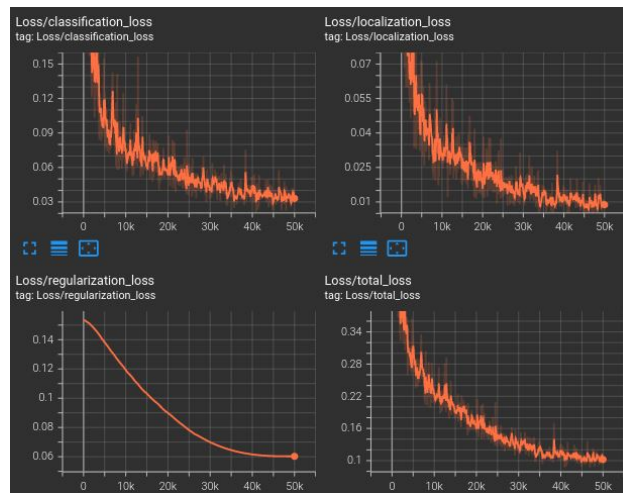 Loss/classification_loss
tag: Loss/classification_loss
0.15
0.12
0.09
0.06
0.03
0 10k 20k 30k 40k 50k
Loss/localization_loss
tag: Loss/localization_loss
0.07
0.055
0.04
0.025
0.01
0 10k 20k 30k 40k 50k
Loss/regularization_loss
tag: Loss/regularization_loss
0.14
0.12
0.1
0.08
0.06
0 10k 20k 30k 40k 50k
Loss/total_loss
tag: Loss/total_loss
0.34
0.28
0.22
0.16
0.1
0 10k 20k 30k 40k 50k